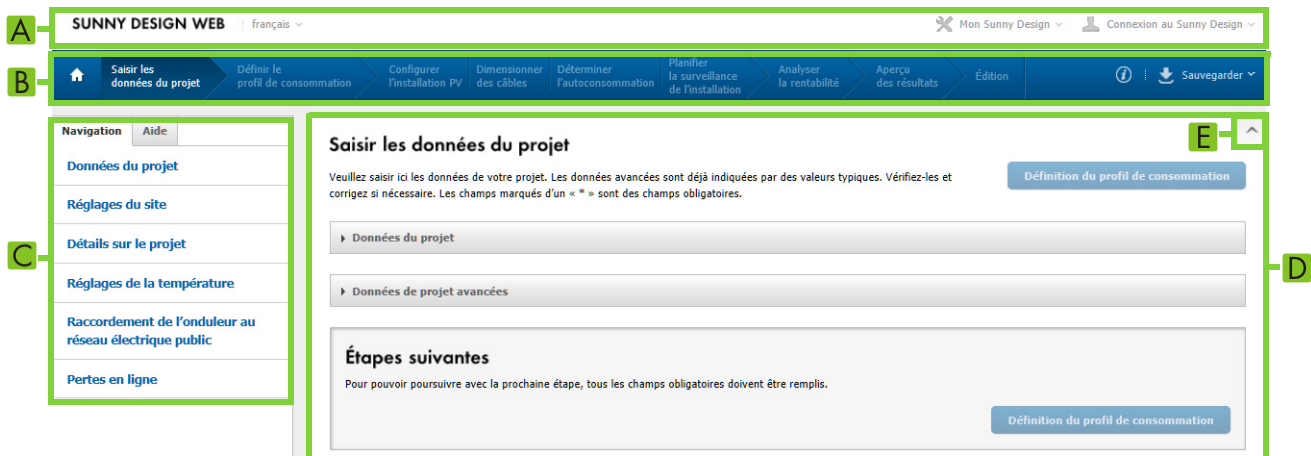 A
SUNNY DESIGN WEB français Mon Sunny Design Connexion au Sunny Design
B
Saisir les
données du projet
Définir le
profil de consommation
Configurer
l'installation PV
Dimensionner
des câbles
Déterminer
l'autoconsommation
Planifier
la surveillance
de l'installation
Analyser
la rentabilité
Aperçu
des résultats
Édition
i
Sauvegarder
C
Navigation Aide
Données du projet
Réglages du site
Détails sur le projet
Réglages de la température
Raccordement de l'onduleur au
réseau électrique public
Pertes en ligne
E
D
Saisir les données du projet
Veuillez saisir ici les données de votre projet. Les données avancées sont déjà indiquées par des valeurs typiques. Vérifiez-les et
corrigez si nécessaire. Les champs marqués d'un « * » sont des champs obligatoires.
Définition du profil de consommation
Données du projet
Données de projet avancées
Étapes suivantes
Pour pouvoir poursuivre avec la prochaine étape, tous les champs obligatoires doivent être remplis.
Définition du profil de consommation